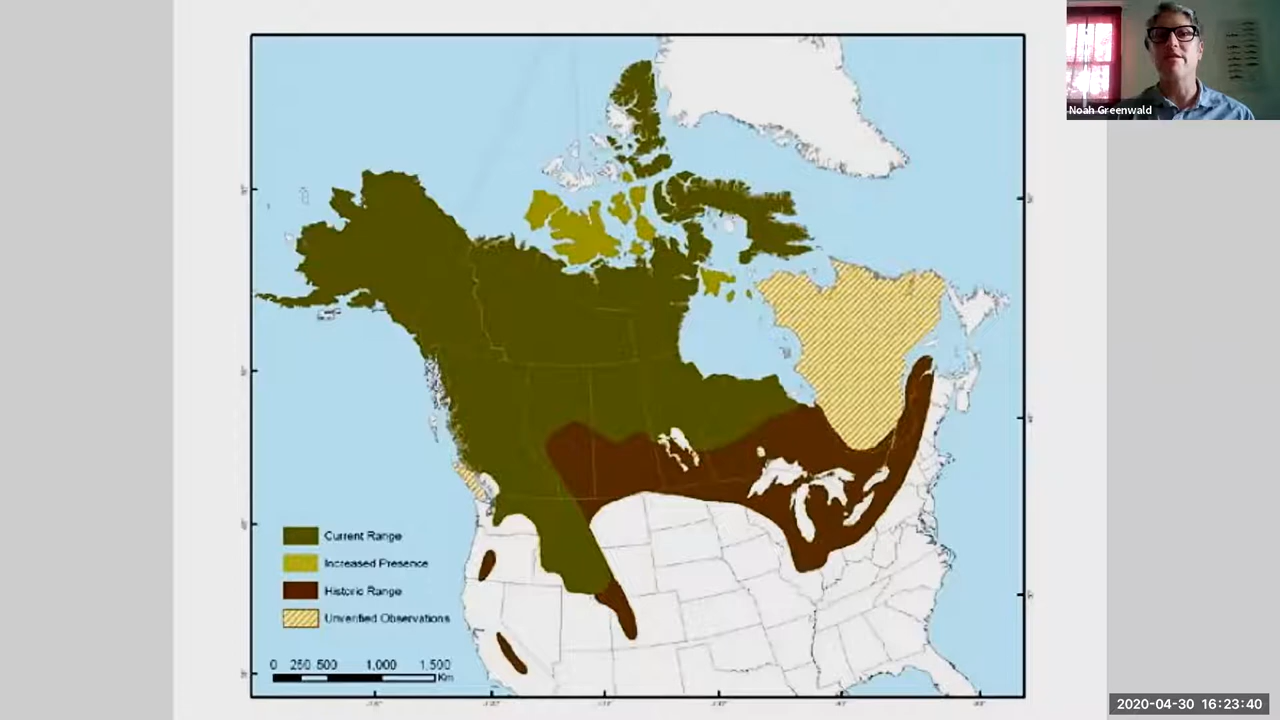 Noah Greenwald
Current Range
Increased Presence
Historic Range
Unverified Observations
0 250 500 1,000 1,500
Km
2020-04-30 16:23:40